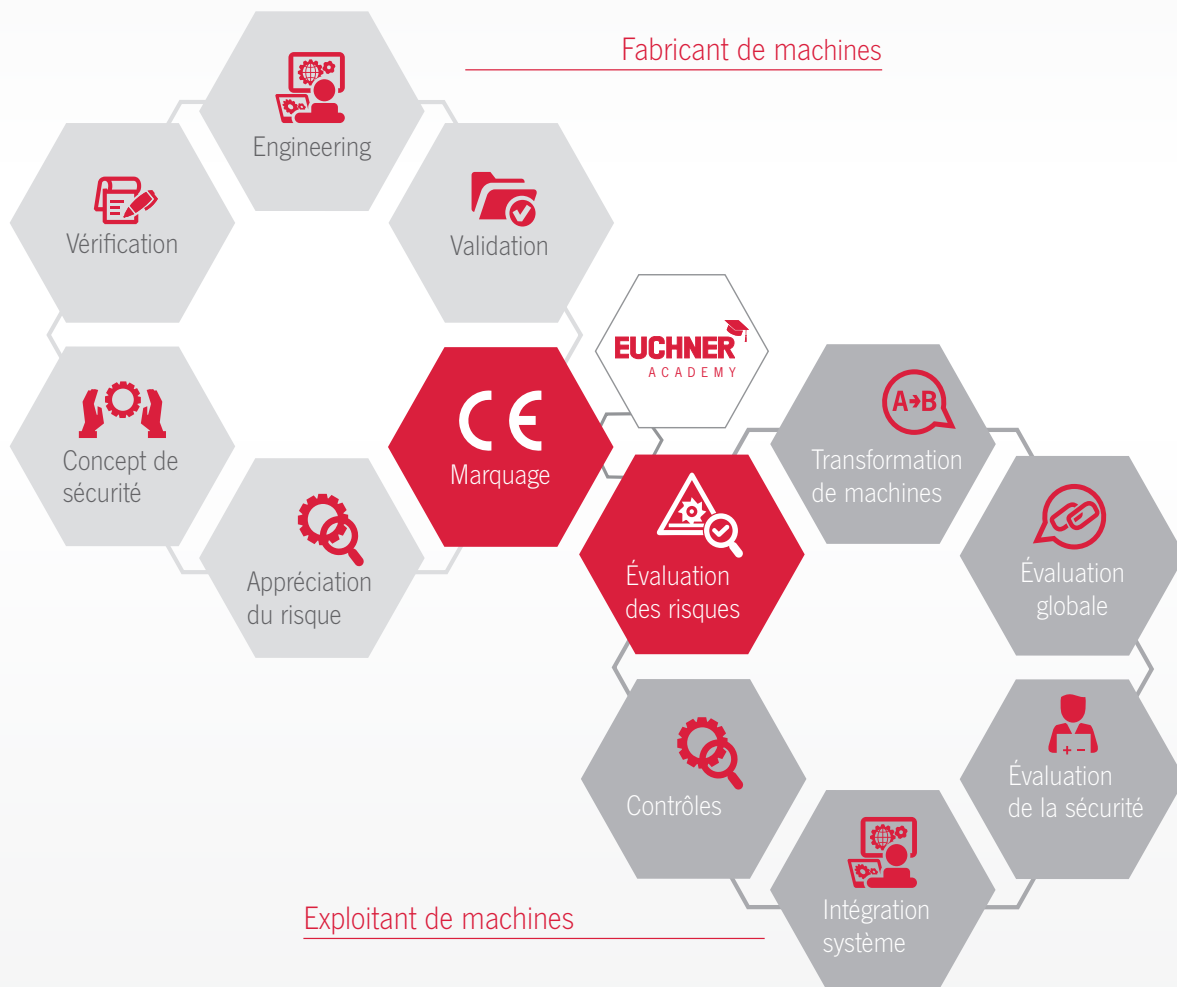 Fabricant de machines
Engineering
Vérification
Validation
EUCHNER
ACADEMY
CE
Marquage
A→B
Transformation
de machines
Concept de
sécurité
Appréciation
du risque
Évaluation
des risques
Évaluation
globale
Contrôles
Évaluation
de la sécurité
+ −
Intégration
système
Exploitant de machines